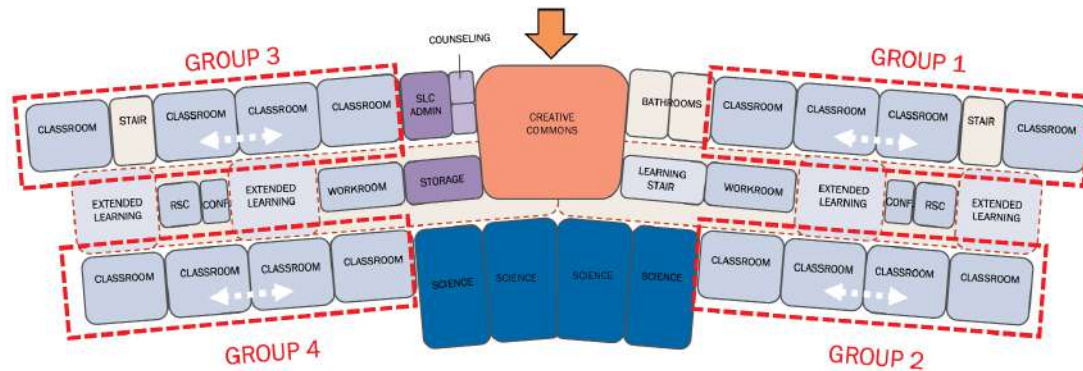 COUNSELING
GROUP 3
GROUP 1
CLASSROOM
STAIR
CLASSROOM
CLASSROOM
CLASSROOM
SLC
ADMIN
CREATIVE
COMMONS
BATHROOMS
CLASSROOM
CLASSROOM
CLASSROOM
STAIR
CLASSROOM
EXTENDED
LEARNING
RSC
CONF
EXTENDED
LEARNING
WORKROOM
STORAGE
LEARNING
STAIR
WORKROOM
EXTENDED
LEARNING
CONF
RSC
EXTENDED
LEARNING
CLASSROOM
CLASSROOM
CLASSROOM
CLASSROOM
SCIENCE
SCIENCE
SCIENCE
SCIENCE
CLASSROOM
CLASSROOM
CLASSROOM
CLASSROOM
GROUP 4
GROUP 2